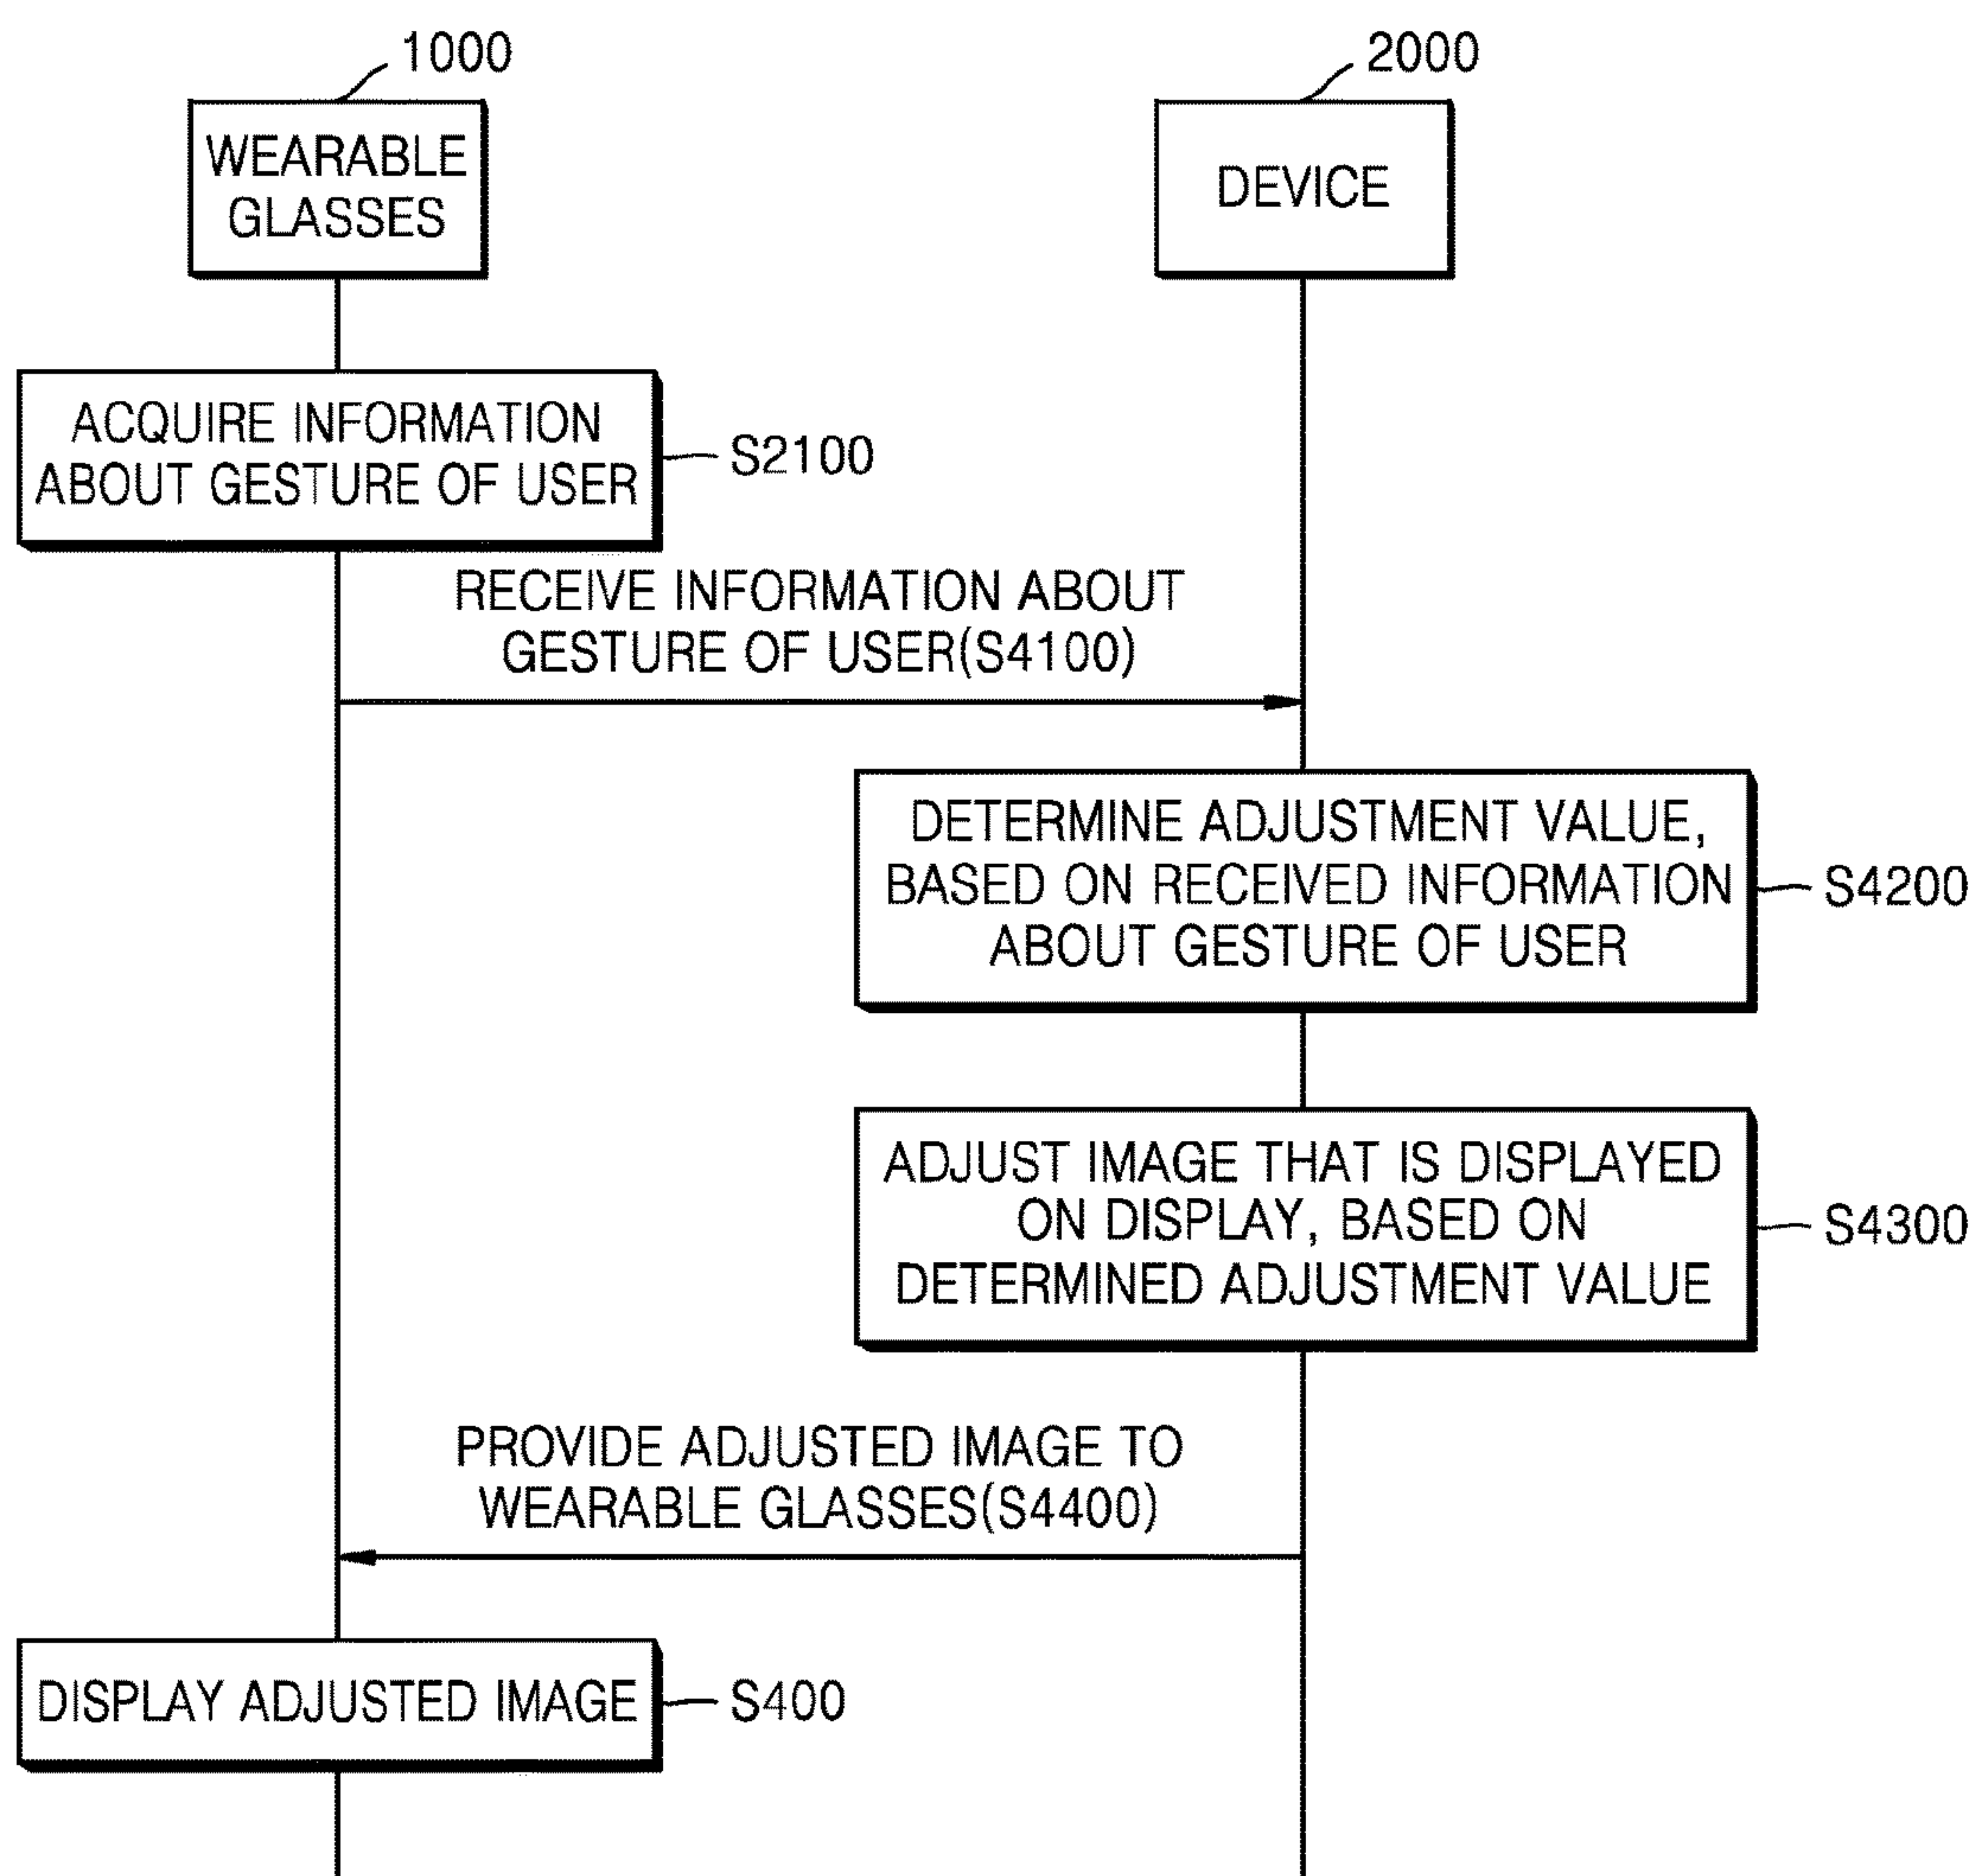 1000
2000
WEARABLE
GLASSES
DEVICE
ACQUIRE INFORMATION
ABOUT GESTURE OF USER
S2100
RECEIVE INFORMATION ABOUT
GESTURE OF USER(S4100)
DETERMINE ADJUSTMENT VALUE,
BASED ON RECEIVED INFORMATION
ABOUT GESTURE OF USER
S4200
ADJUST IMAGE THAT IS DISPLAYED
ON DISPLAY, BASED ON
DETERMINED ADJUSTMENT VALUE
S4300
PROVIDE ADJUSTED IMAGE TO
WEARABLE GLASSES(S4400)
DISPLAY ADJUSTED IMAGE
S400